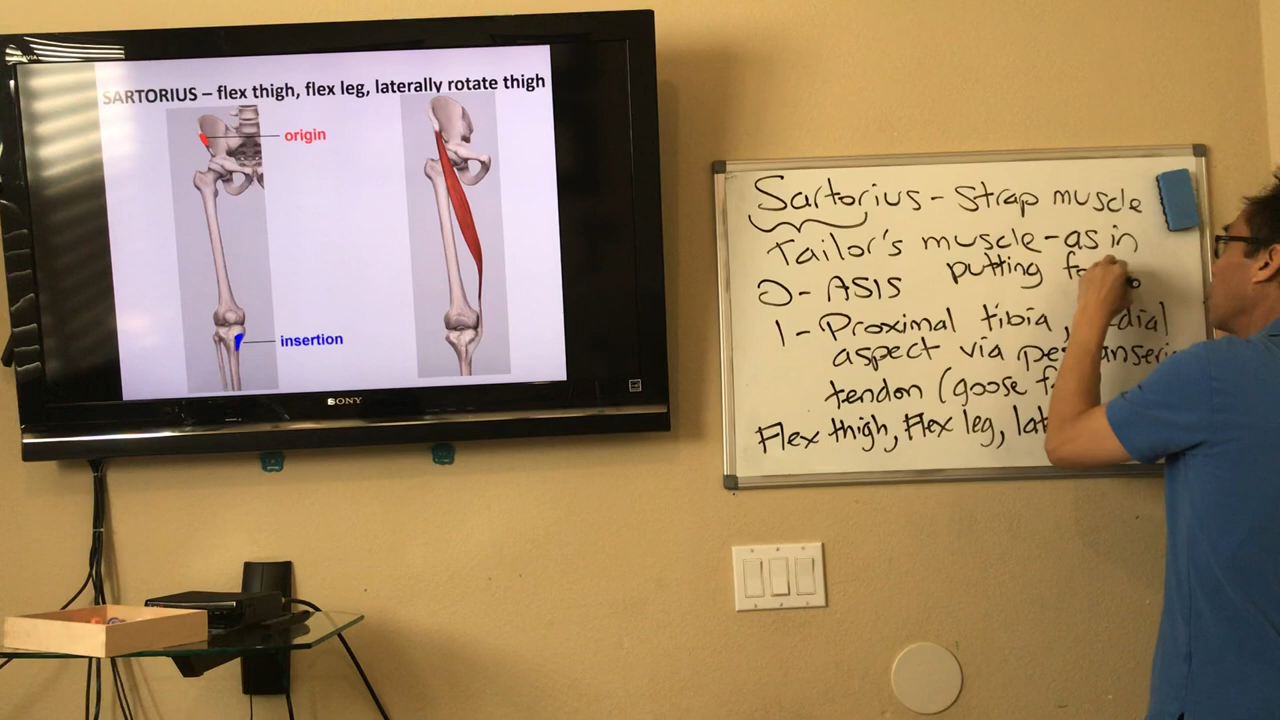 SARTORIUS – flex thigh, flex leg, laterally rotate thigh
origin
insertion
SONY
Sartorius - strap muscle
Tailor's muscle - as in
putting
O - ASIS
I - Proximal tibia,
aspect via
tendon (goose
Flex thigh, Flex leg,